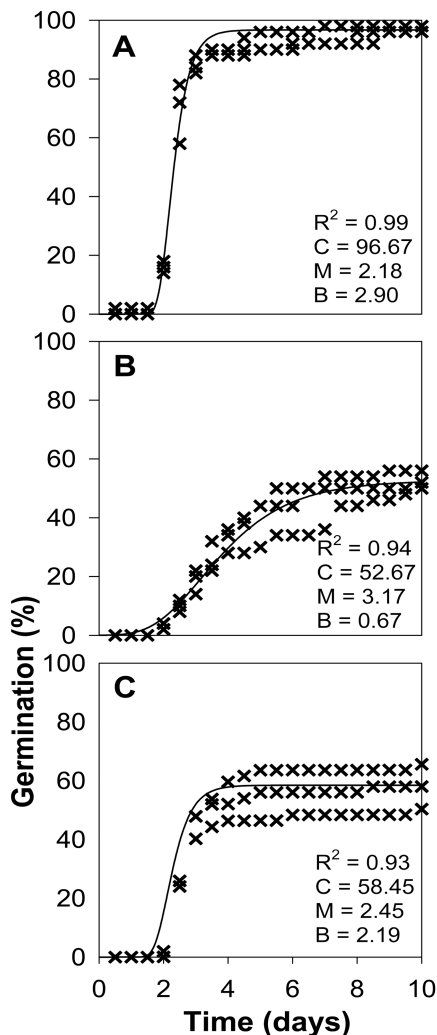 100
A
80
60
40
20
0
R² = 0.99
C = 96.67
M = 2.18
B = 2.90
100
B
80
60
40
20
0
R² = 0.94
C = 52.67
M = 3.17
B = 0.67
100
C
80
60
40
20
0
R² = 0.93
C = 58.45
M = 2.45
B = 2.19
0 2 4 6 8 10
Time (days)
Germination (%)